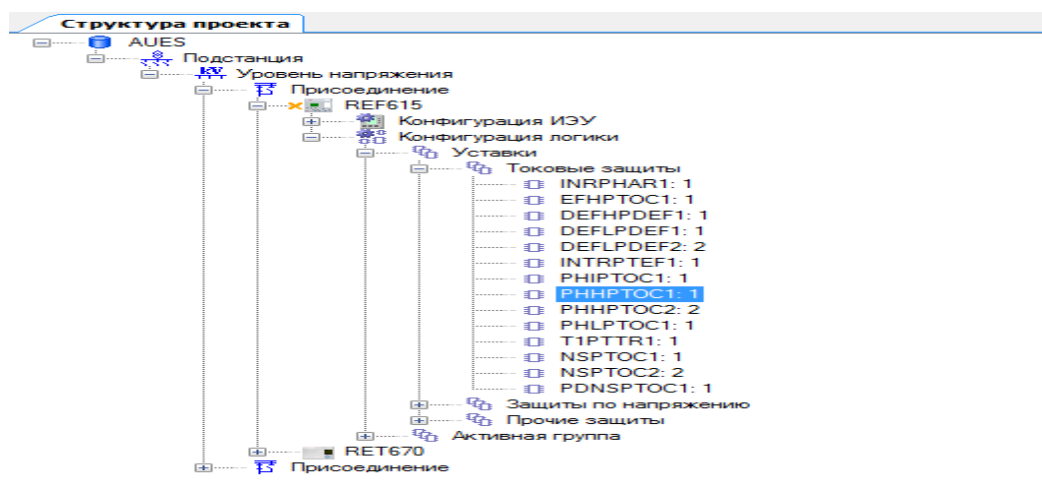 Структура проекта
AUES
Подстанция
Уровень напряжения
Присоединение
REF615
Конфигурация ИЭУ
Конфигурация логики
Уставки
Токовые защиты
INRPHAR1: 1
EFHPTOC1: 1
DEFHPDEF1: 1
DEFLPDEF1: 1
DEFLPDEF2: 2
INTRPTEF1: 1
PHIPTOC1: 1
PHHPTOC1: 1
PHHPTOC2: 2
PHLPTOC1: 1
T1PTTR1: 1
NSPTOC1: 1
NSPTOC2: 2
PDNSPTOC1: 1
Защиты по напряжению
Прочие защиты
Активная группа
RET670
Присоединение